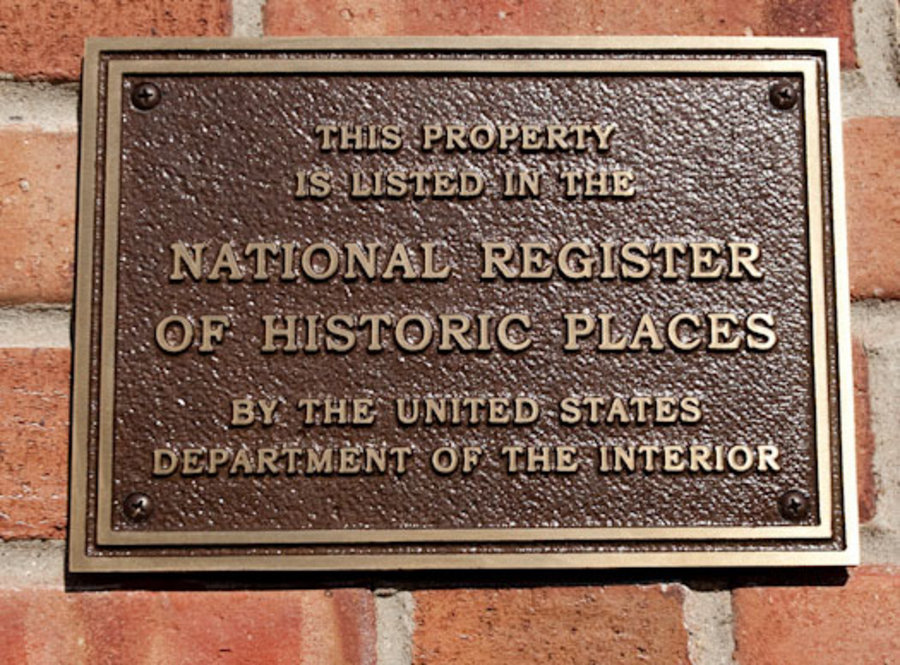 THIS PROPERTY
IS LISTED IN THE
NATIONAL REGISTER
OF HISTORIC PLACES
BY THE UNITED STATES
DEPARTMENT OF THE INTERIOR